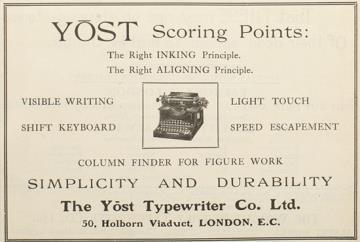 YŌST Scoring Points:
The Right INKING Principle.
The Right ALIGNING Principle.
VISIBLE WRITING
LIGHT TOUCH
SHIFT KEYBOARD
SPEED ESCAPEMENT
COLUMN FINDER FOR FIGURE WORK
SIMPLICITY AND DURABILITY
The Yōst Typewriter Co. Ltd.
50, Holborn Viaduct, LONDON, E.C.